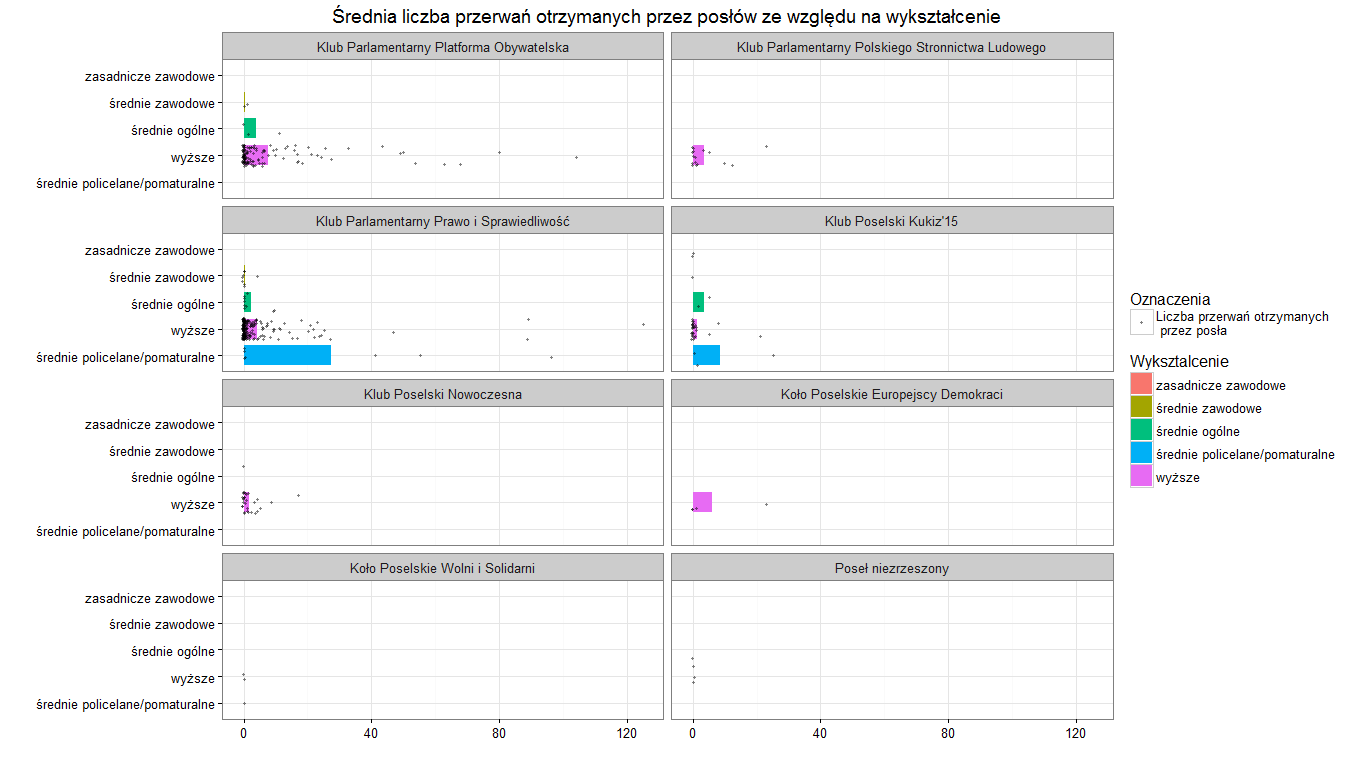 Średnia liczba przerwań otrzymanych przez posłów ze względu na wykształcenie
Klub Parlamentarny Platforma Obywatelska
Klub Parlamentarny Polskiego Stronnictwa Ludowego
zasadnicze zawodowe
średnie zawodowe
średnie ogólne
wyższe
średnie policelane/pomaturalne
Klub Parlamentarny Prawo i Sprawiedliwość
Klub Poselski Kukiz'15
zasadnicze zawodowe
średnie zawodowe
średnie ogólne
wyższe
średnie policelane/pomaturalne
Klub Poselski Nowoczesna
Koło Poselskie Europejscy Demokraci
zasadnicze zawodowe
średnie zawodowe
średnie ogólne
wyższe
średnie policelane/pomaturalne
Koło Poselskie Wolni i Solidarni
Poseł niezrzeszony
zasadnicze zawodowe
średnie zawodowe
średnie ogólne
wyższe
średnie policelane/pomaturalne
0 40 80 120 0 40 80 120
Oznaczenia
Liczba przerwań otrzymanych
przez posła
Wyksztalcenie
zasadnicze zawodowe
średnie zawodowe
średnie ogólne
średnie policelane/pomaturalne
wyższe